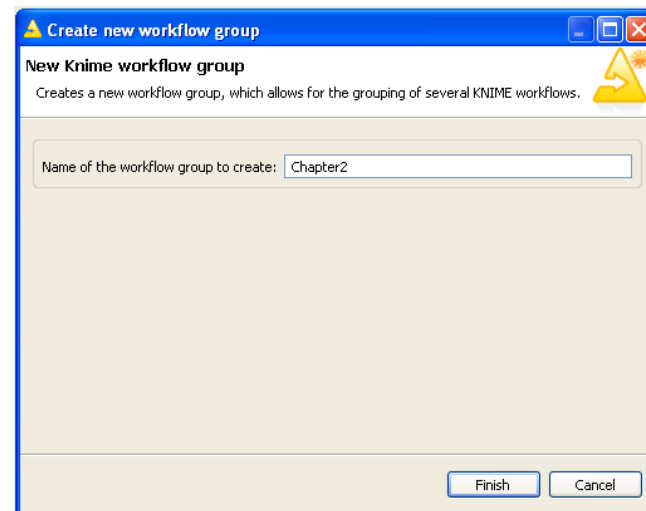 Create new workflow group
New Knime workflow group
Creates a new workflow group, which allows for the grouping of several KNIME workflows.
Name of the workflow group to create: Chapter2
Finish Cancel